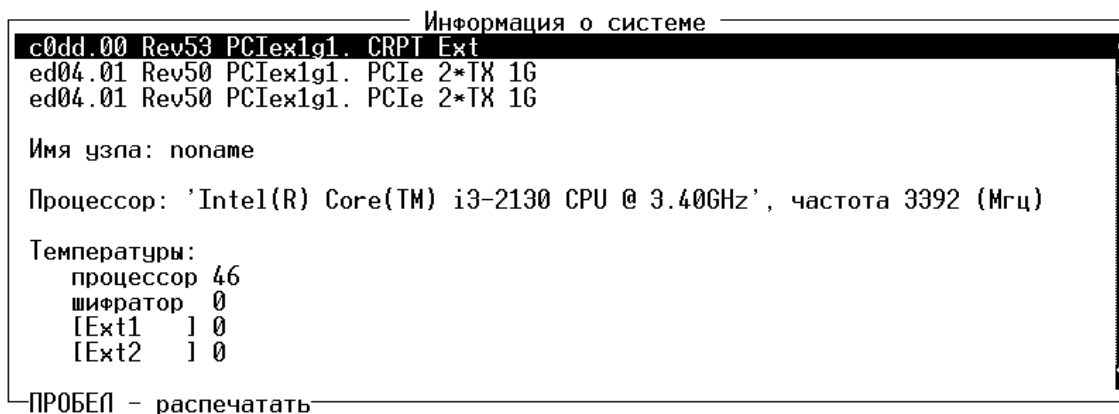 Информация о системе
c0dd.00 Rev53 PCIex1g1. CRPT Ext
ed04.01 Rev50 PCIex1g1. PCIe 2*TX 1G
ed04.01 Rev50 PCIex1g1. PCIe 2*TX 1G
Имя узла: noname
Процессор: 'Intel(R) Core(TM) i3-2130 CPU @ 3.40GHz', частота 3392 (Мгц)
Температуры:
процессор 46
шифратор 0
[Ext1 ] 0
[Ext2 ] 0
ПРОБЕЛ - распечатать